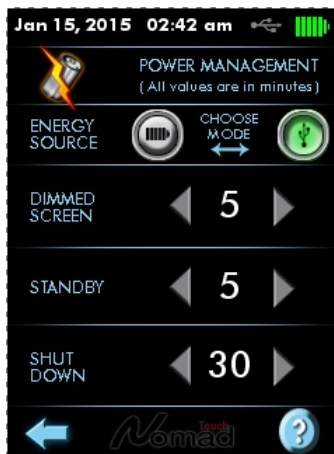 Jan 15, 2015 02:42 am
POWER MANAGEMENT
(All values are in minutes)
ENERGY
SOURCE
CHOOSE
MODE
DIMMED
SCREEN
5
STANDBY
5
SHUT
DOWN
30
Touch
Nomad
?